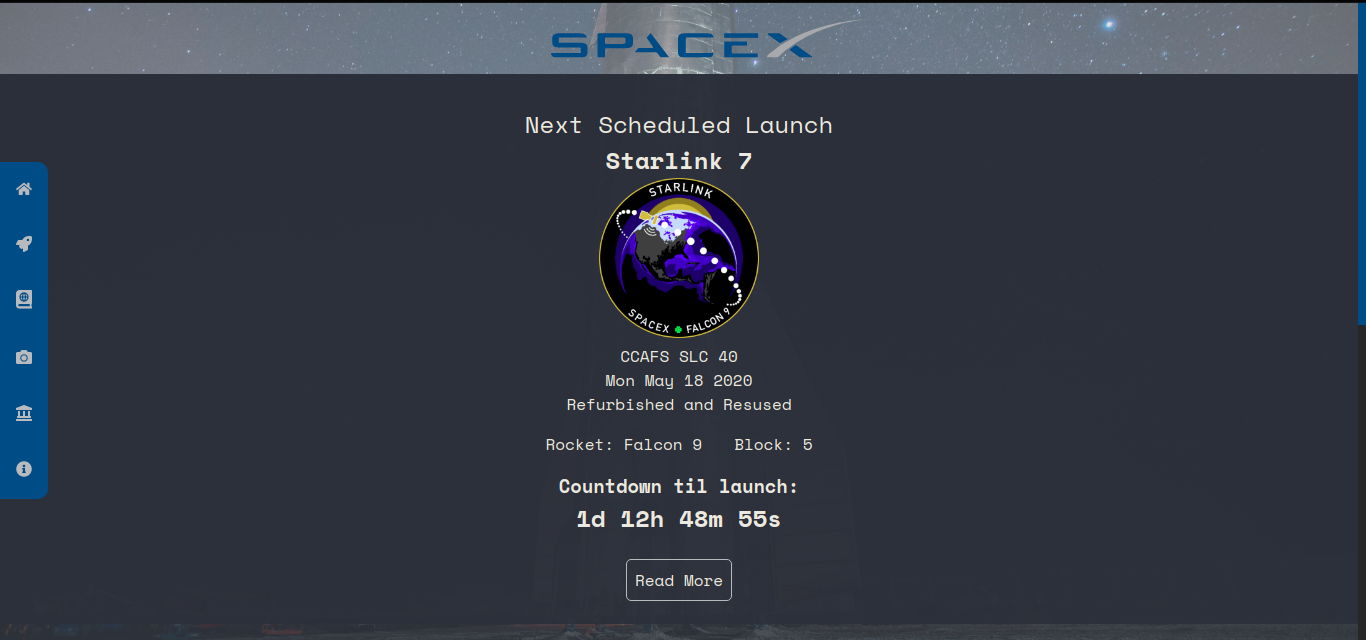 SPACEX
Next Scheduled Launch
Starlink 7
STARLINK
SPACEX FALCON 9
CCAFS SLC 40
Mon May 18 2020
Refurbished and Resused
Rocket: Falcon 9 Block: 5
Countdown til launch:
1d 12h 48m 55s
Read More